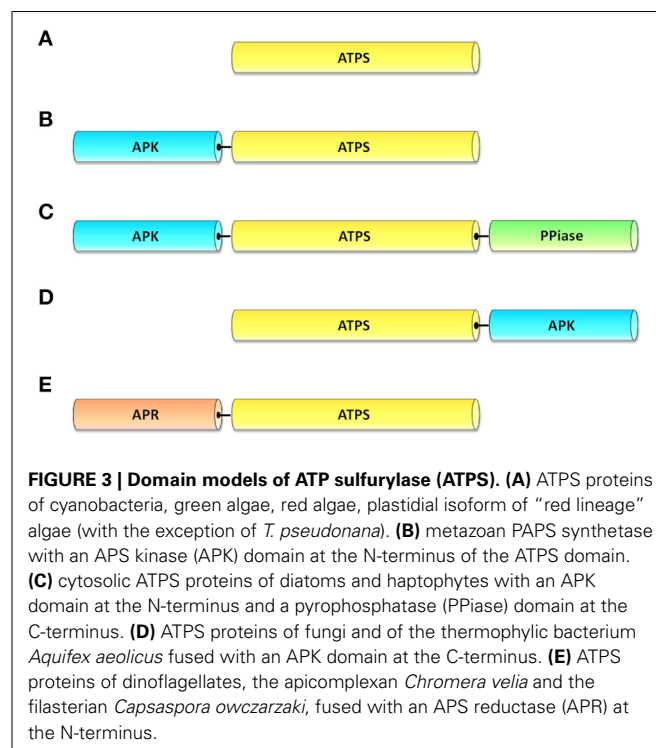 A
ATPS
B
APK
ATPS
C
APK
ATPS
PPiase
D
ATPS
APK
E
APR
ATPS
FIGURE 3 | Domain models of ATP sulfurylase (ATPS). (A) ATPS proteins
of cyanobacteria, green algae, red algae, plastidial isoform of “red lineage”
algae (with the exception of T. pseudonana). (B) metazoan PAPS synthetase
with an APS kinase (APK) domain at the N-terminus of the ATPS domain.
(C) cytosolic ATPS proteins of diatoms and haptophytes with an APK
domain at the N-terminus and a pyrophosphatase (PPiase) domain at the
C-terminus. (D) ATPS proteins of fungi and of the thermophylic bacterium
Aquifex aeolicus fused with an APK domain at the C-terminus. (E) ATPS
proteins of dinoflagellates, the apicomplexan Chromera velia and the
filasterian Capsaspora owczarzaki, fused with an APS reductase (APR) at
the N-terminus.